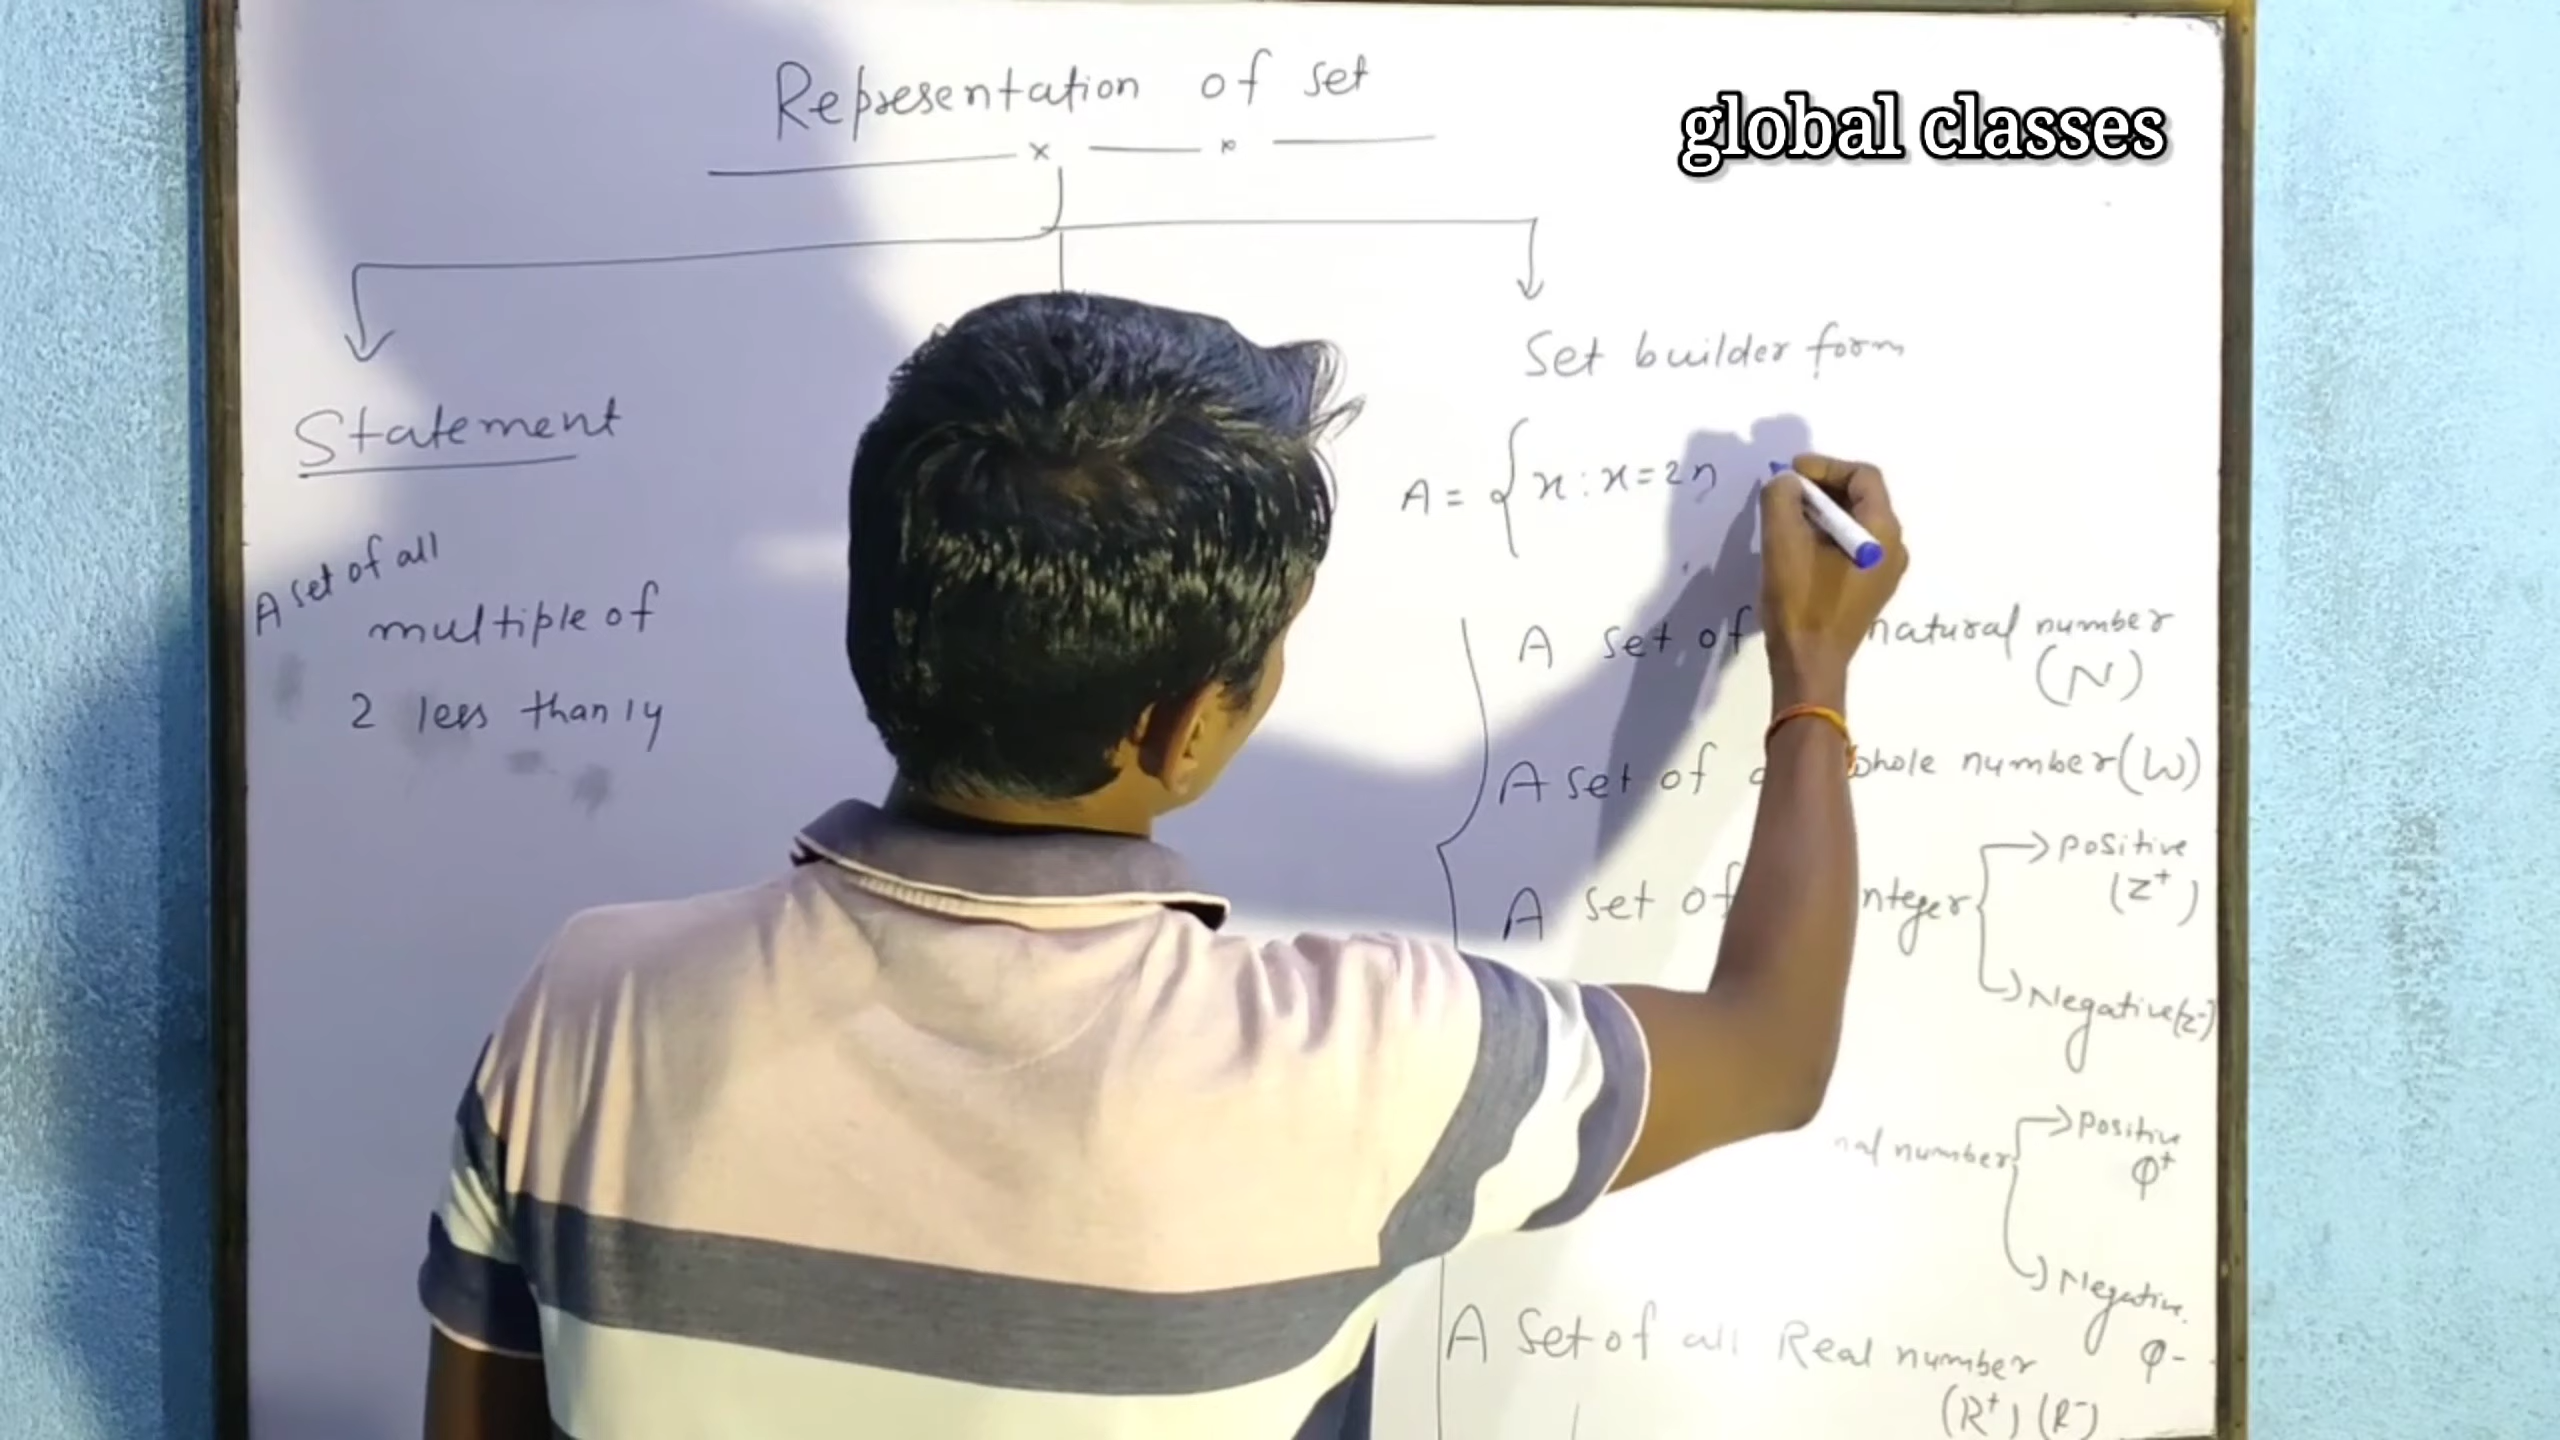 Representation of set
global classes
Statement
A set of all
multiple of
2 less than 14
Set builder form
A = { x : x = 2n
A set of natural number
(N)
A set of whole number (W)
A set of nteger
positive
(Z+)
Negative (Z-)
nal number
positive
Q+
Negative
Q-
A set of all Real number
(R+) (R-)